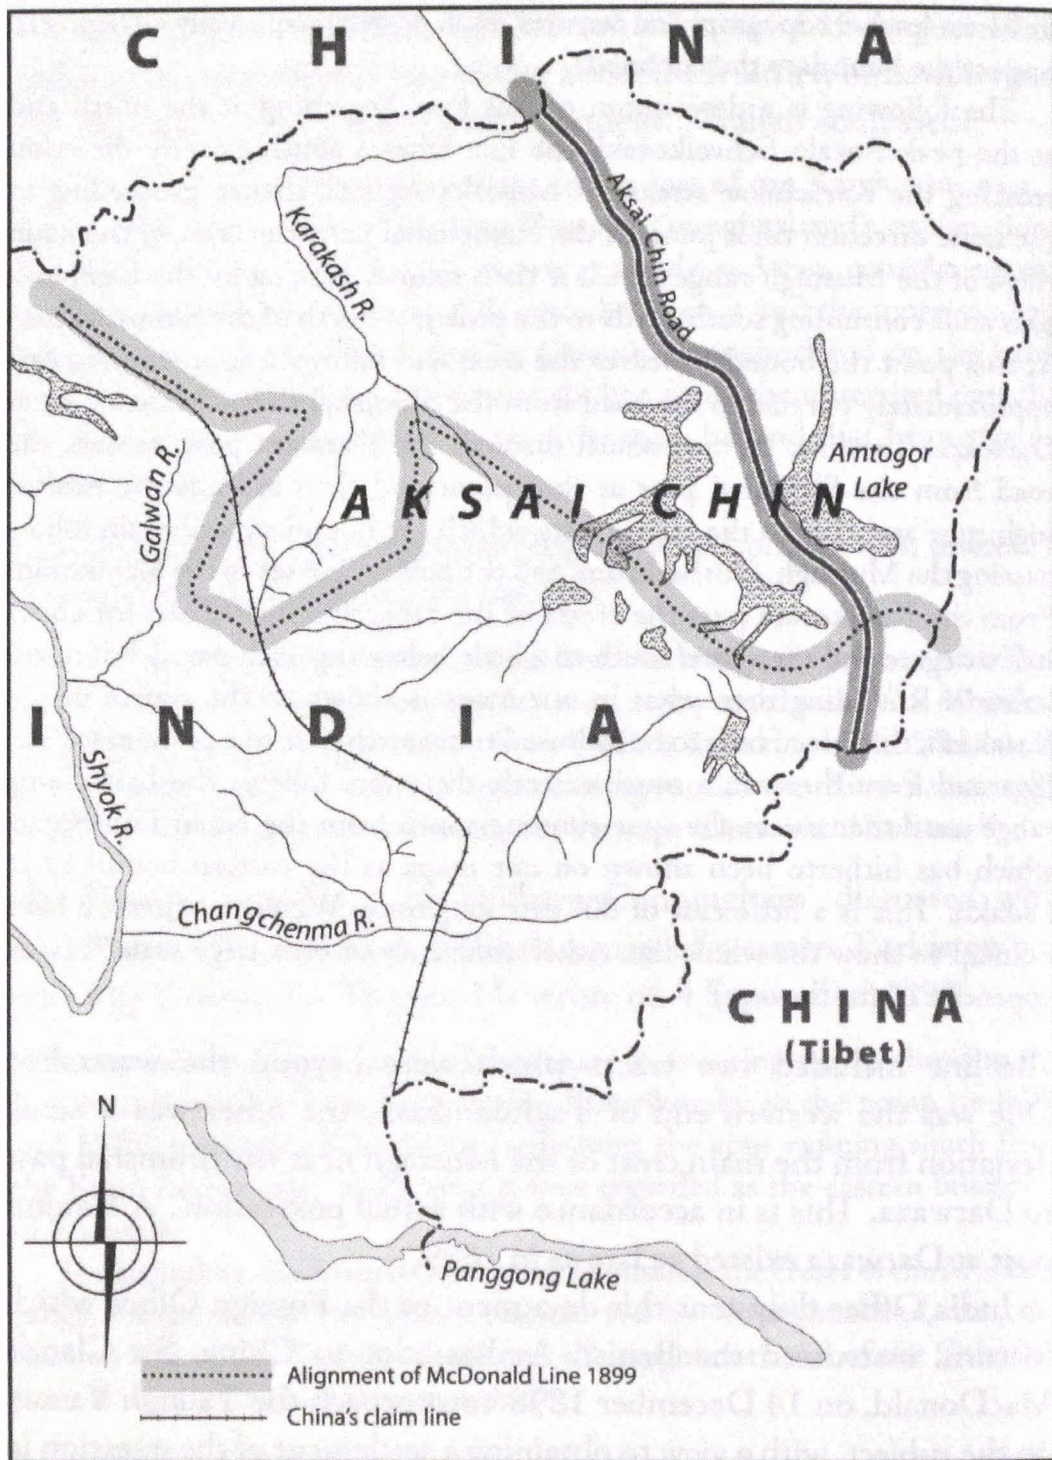 CHINA
Karakash R.
Aksai Chin Road
Galwan R.
Amtogor
Lake
AKSAI CHIN
INDIA
Shyok R.
Changchenma R.
CHINA
(Tibet)
N
Panggong Lake
Alignment of McDonald Line 1899
China's claim line